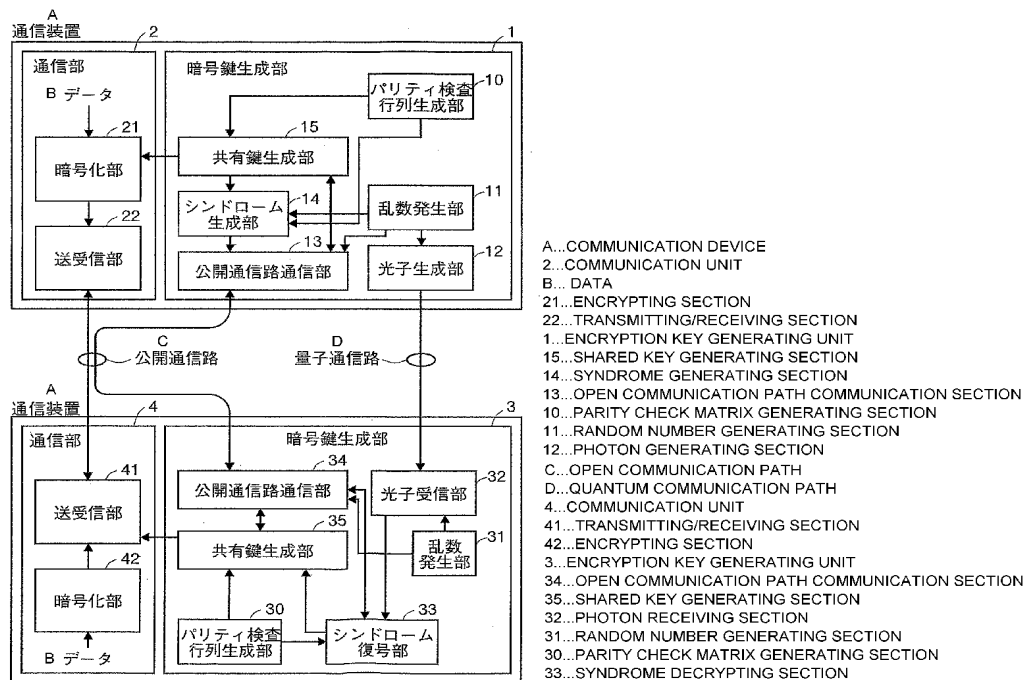 A
通信装置
2
1
通信部
B データ
21
暗号化部
22
送受信部
暗号鍵生成部
パリティ検査
行列生成部
10
15
共有鍵生成部
14
シンドローム
生成部
11
乱数発生部
13
公開通信路通信部
12
光子生成部
C
公開通信路
D
量子通信路
A
通信装置
4
3
通信部
41
送受信部
42
暗号化部
B データ
暗号鍵生成部
34
公開通信路通信部
32
光子受信部
35
共有鍵生成部
31
乱数
発生部
30
パリティ検査
行列生成部
33
シンドローム
復号部
A...COMMUNICATION DEVICE
2...COMMUNICATION UNIT
B... DATA
21...ENCRYPTING SECTION
22...TRANSMITTING/RECEIVING SECTION
1...ENCRYPTION KEY GENERATING UNIT
15...SHARED KEY GENERATING SECTION
14...SYNDROME GENERATING SECTION
13...OPEN COMMUNICATION PATH COMMUNICATION SECTION
10...PARITY CHECK MATRIX GENERATING SECTION
11...RANDOM NUMBER GENERATING SECTION
12...PHOTON GENERATING SECTION
C...OPEN COMMUNICATION PATH
D...QUANTUM COMMUNICATION PATH
4...COMMUNICATION UNIT
41...TRANSMITTING/RECEIVING SECTION
42...ENCRYPTING SECTION
3...ENCRYPTION KEY GENERATING UNIT
34...OPEN COMMUNICATION PATH COMMUNICATION SECTION
35...SHARED KEY GENERATING SECTION
32...PHOTON RECEIVING SECTION
31...RANDOM NUMBER GENERATING SECTION
30...PARITY CHECK MATRIX GENERATING SECTION
33...SYNDROME DECRYPTING SECTION